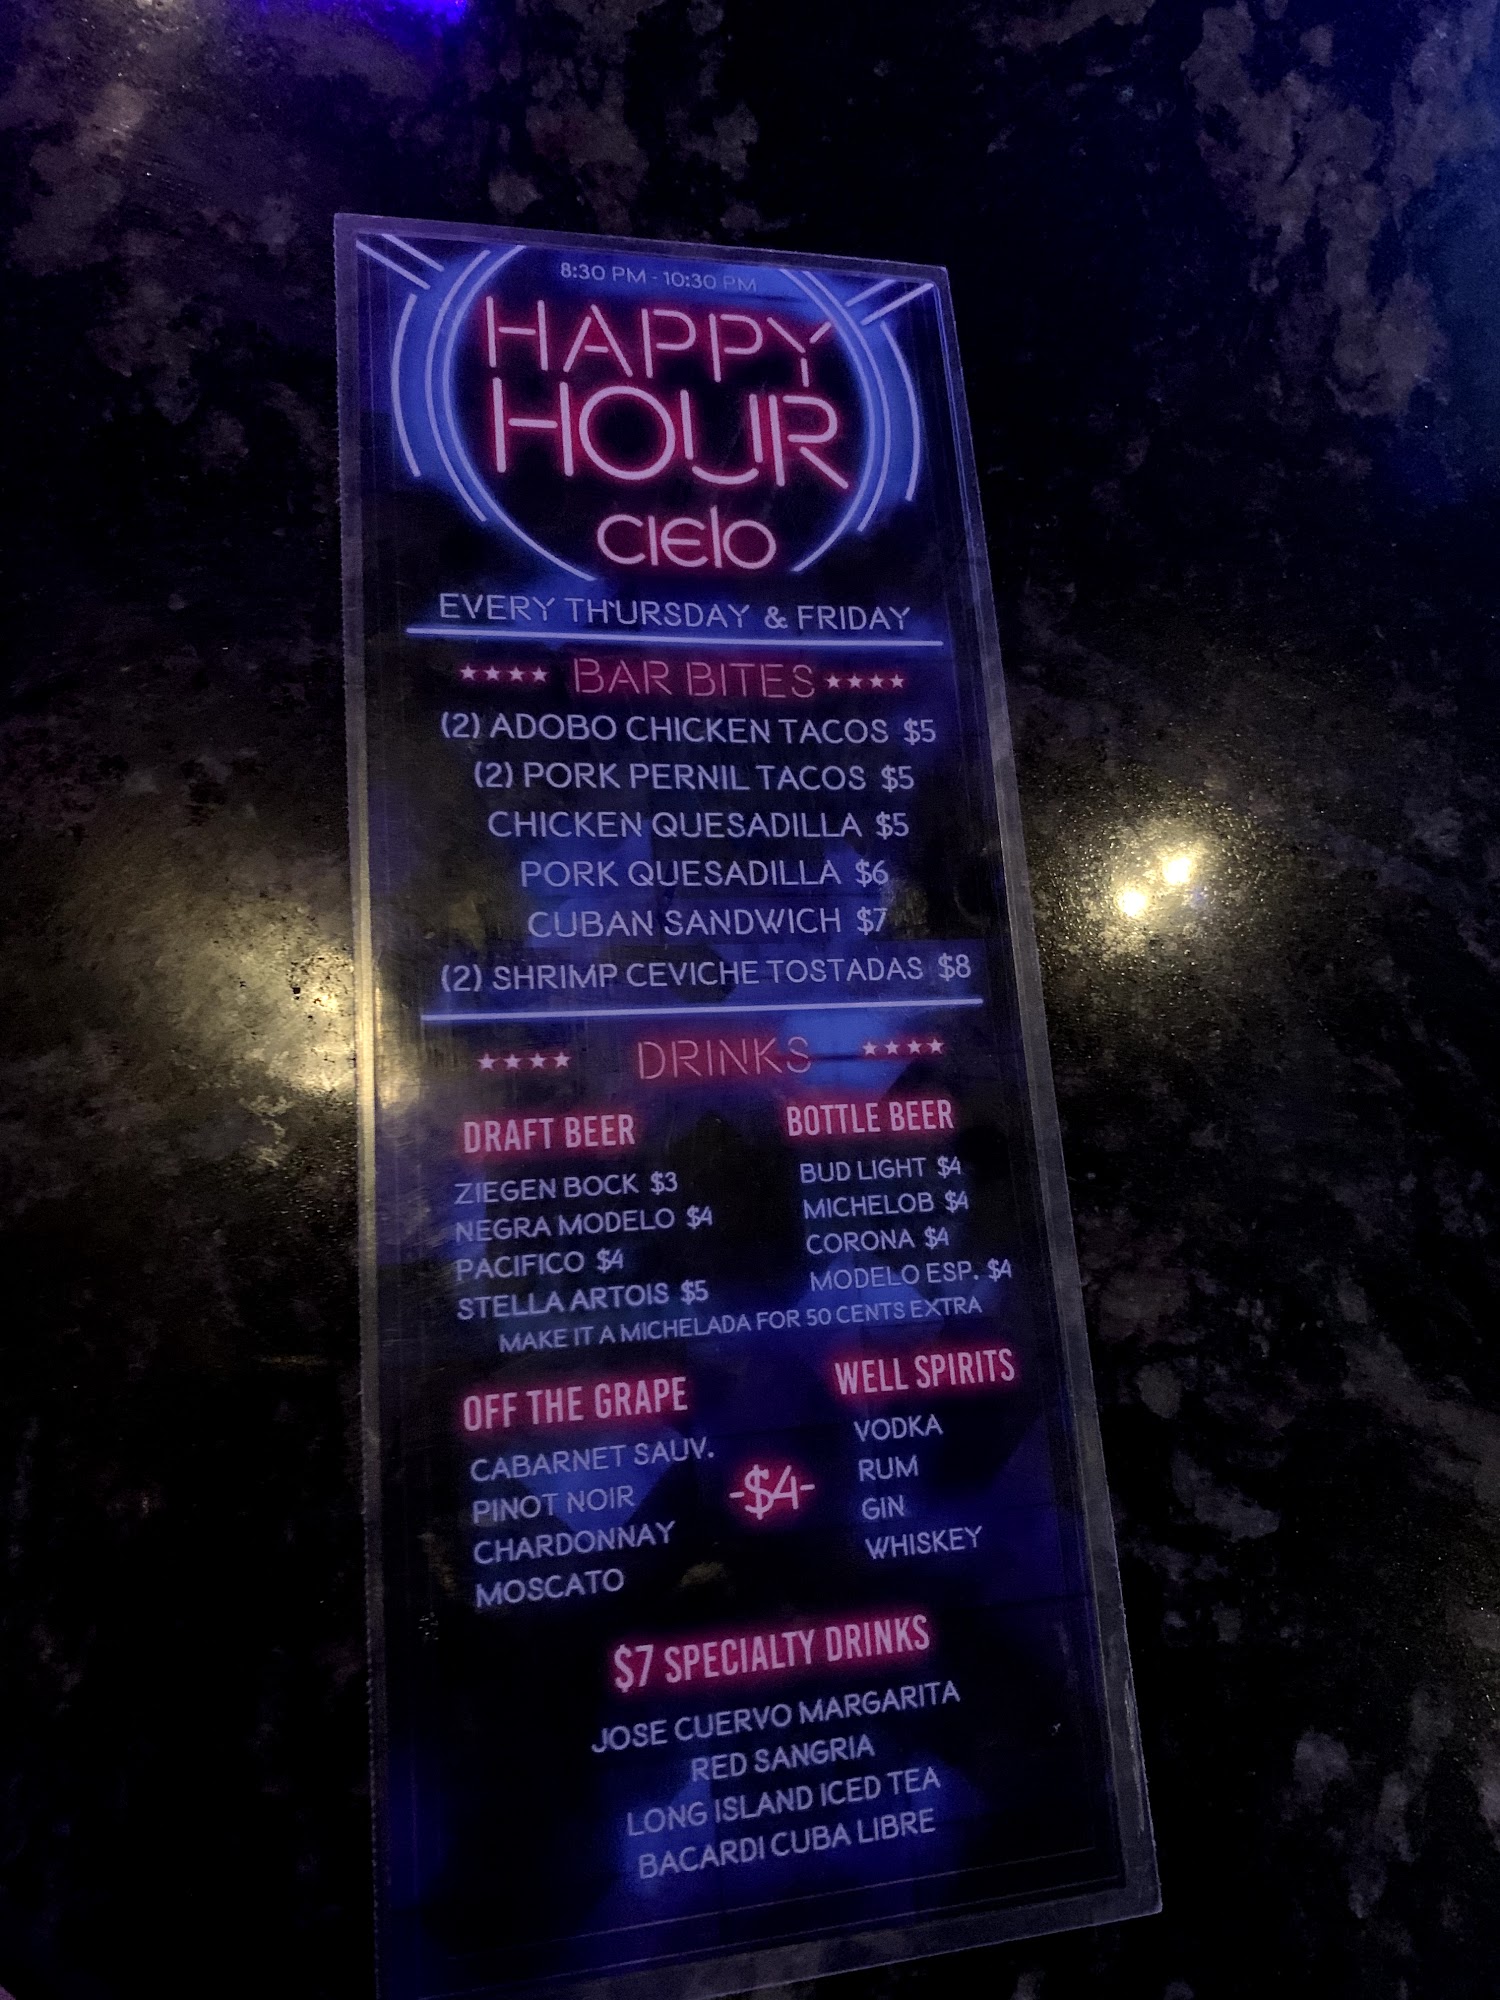 8:30 PM - 10:30 PM
HAPPY
HOUR
CIElO
EVERY THURSDAY & FRIDAY
★★★★ BAR BITES ★★★★
(2) ADOBO CHICKEN TACOS $5
(2) PORK PERNIL TACOS $5
CHICKEN QUESADILLA $5
PORK QUESADILLA $6
CUBAN SANDWICH $7
(2) SHRIMP CEVICHE TOSTADAS $8
★★★★ DRINKS ★★★★
DRAFT BEER
ZIEGEN BOCK $3
NEGRA MODELO $4
PACIFICO $4
STELLA ARTOIS $5
BOTTLE BEER
BUD LIGHT $4
MICHELOB $4
CORONA $4
MODELO ESP. $4
MAKE IT A MICHELADA FOR 50 CENTS EXTRA
OFF THE GRAPE
CABARNET SAUV.
PINOT NOIR
CHARDONNAY
MOSCATO
-$4-
WELL SPIRITS
VODKA
RUM
GIN
WHISKEY
$7 SPECIALTY DRINKS
JOSE CUERVO MARGARITA
RED SANGRIA
LONG ISLAND ICED TEA
BACARDI CUBA LIBRE